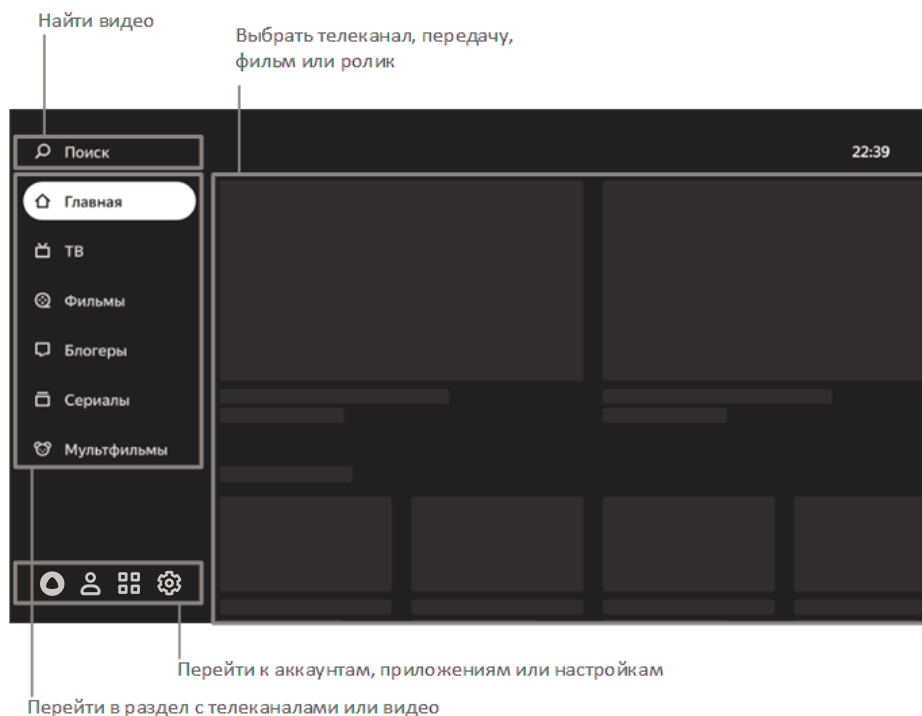 Найти видео
Выбрать телеканал, передачу,
фильм или ролик
Поиск
22:39
Главная
ТВ
Фильмы
Блогеры
Сериалы
Мультфильмы
Перейти к аккаунтам, приложениям или настройкам
Перейти в раздел с телеканалами или видео